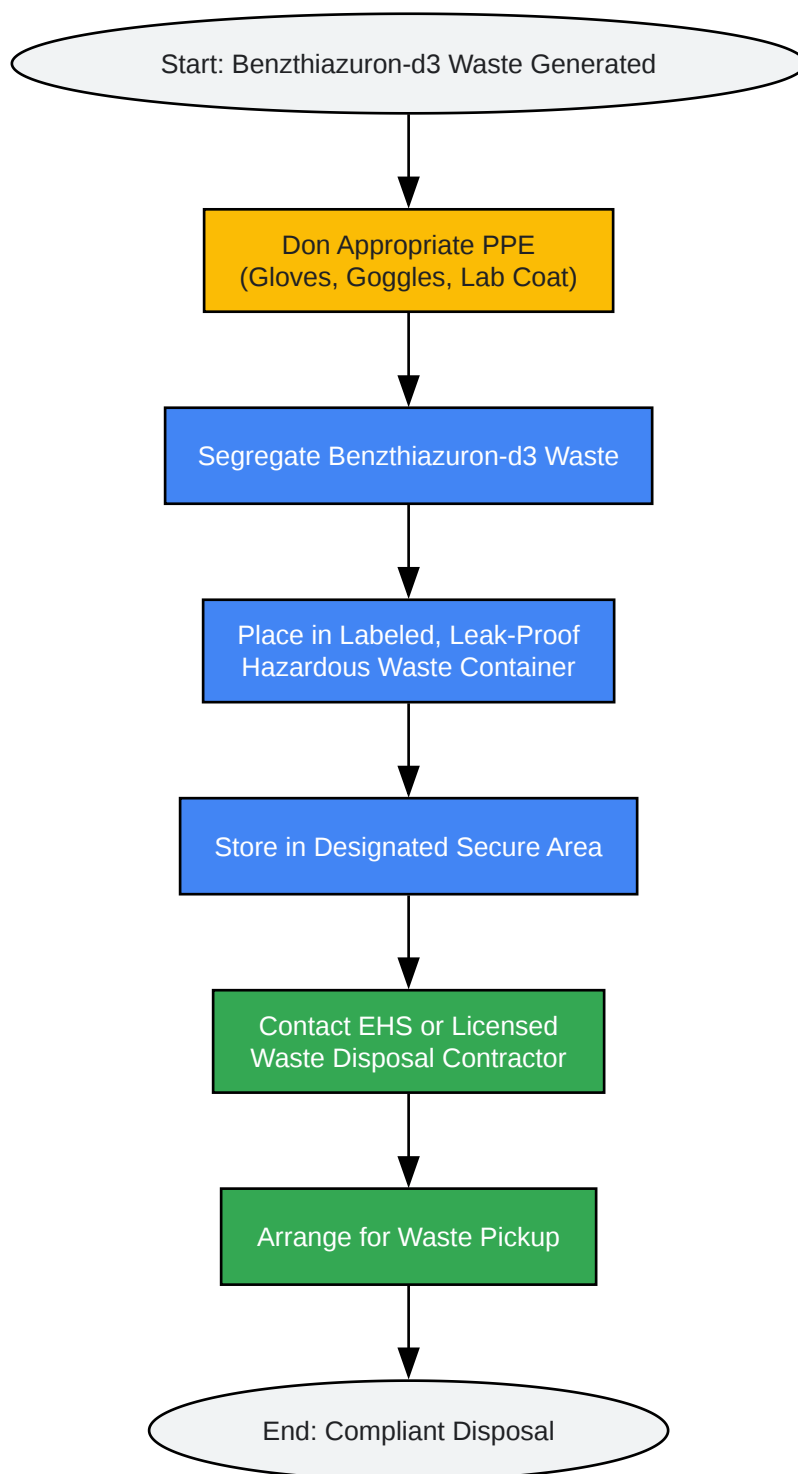 Start: Benzthiazuron-d3 Waste Generated
Don Appropriate PPE
(Gloves, Goggles, Lab Coat)
Segregate Benzthiazuron-d3 Waste
Place in Labeled, Leak-Proof
Hazardous Waste Container
Store in Designated Secure Area
Contact EHS or Licensed
Waste Disposal Contractor
Arrange for Waste Pickup
End: Compliant Disposal